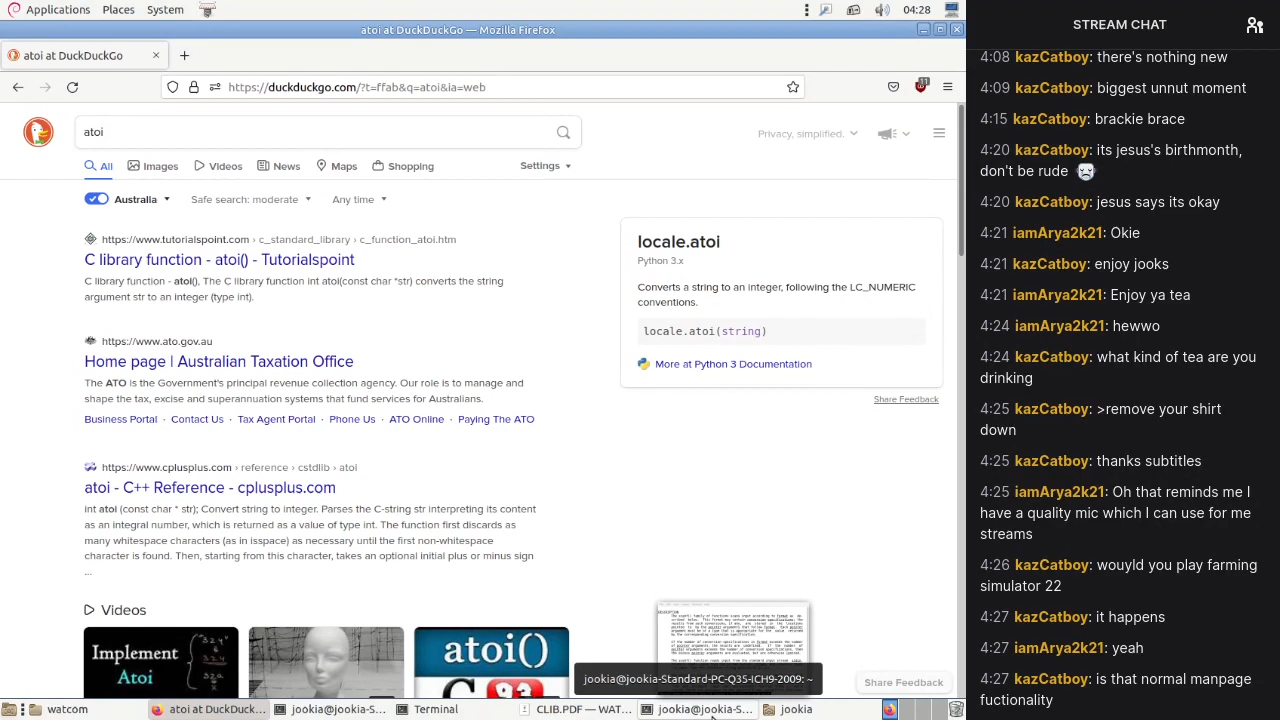 Applications Places System
04:28
STREAM CHAT
atoi at DuckDuckGo — Mozilla Firefox
atoi at DuckDuckGo
https://duckduckgo.com/?t=ffab&q=atoi&ia=web
11
atoi
Privacy, simplified.
All Images Videos News Maps Shopping Settings
Australia Safe search: moderate Any time
https://www.tutorialspoint.com › c_standard_library › c_function_atoi.htm
C library function - atoi() - Tutorialspoint
C library function - atoi(), The C library function int atoi(const char *str) converts the string
argument str to an integer (type int).
https://www.ato.gov.au
Home page | Australian Taxation Office
The ATO is the Government's principal revenue collection agency. Our role is to manage and
shape the tax, excise and superannuation systems that fund services for Australians.
Business Portal · Contact Us · Tax Agent Portal · Phone Us · ATO Online · Paying The ATO
https://www.cplusplus.com › reference › cstdlib › atoi
atoi - C++ Reference - cplusplus.com
int atoi (const char * str); Convert string to integer. Parses the C-string str interpreting its content
as an integral number, which is returned as a value of type int. The function first discards as
many whitespace characters (as in isspace) as necessary until the first non-whitespace
character is found. Then, starting from this character, takes an optional initial plus or minus sign
...
Videos
Implement
Atoi
atoi()
locale.atoi
Python 3.x
Converts a string to an integer, following the LC_NUMERIC
conventions.
locale.atoi(string)
More at Python 3 Documentation
Share Feedback
jookia@jookia-Standard-PC-Q35-ICH9-2009: ~
Share Feedback
watcom
atoi at DuckDuck...
jookia@jookia-S...
Terminal
CLIB.PDF — WAT...
jookia@jookia-S...
jookia
4:08 kazCatboy: there's nothing new
4:09 kazCatboy: biggest unnut moment
4:15 kazCatboy: brackie brace
4:20 kazCatboy: its jesus's birthmonth,
don't be rude
4:20 kazCatboy: jesus says its okay
4:21 iamArya2k21: Okie
4:21 kazCatboy: enjoy jooks
4:21 iamArya2k21: Enjoy ya tea
4:24 iamArya2k21: hewwo
4:24 kazCatboy: what kind of tea are you
drinking
4:25 kazCatboy: >remove your shirt
down
4:25 kazCatboy: thanks subtitles
4:25 iamArya2k21: Oh that reminds me I
have a quality mic which I can use for me
streams
4:26 kazCatboy: wouyld you play farming
simulator 22
4:27 kazCatboy: it happens
4:27 iamArya2k21: yeah
4:27 kazCatboy: is that normal manpage
fuctionality